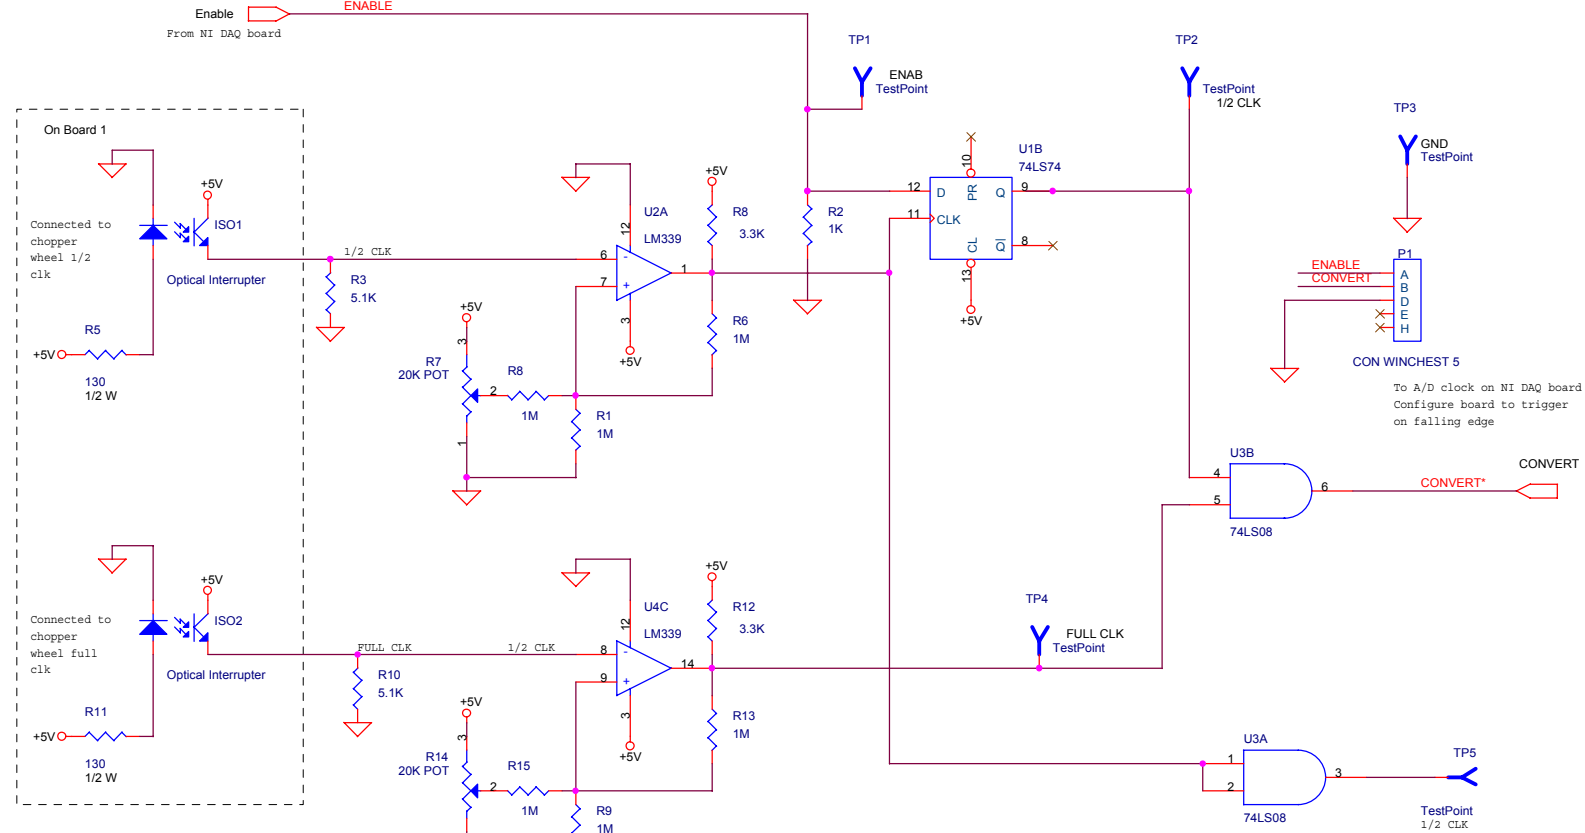 Enable
ENABLE
From NI DAQ board
TP1
ENAB
TestPoint
TP2
TestPoint
1/2 CLK
TP3
GND
TestPoint
On Board 1
+5V
Connected to
chopper
wheel 1/2
clk
ISO1
Optical Interrupter
R5
+5V
130
1/2 W
1/2 CLK
R3
5.1K
12
U2A
LM339
6
-
7
+
1
3
+5V
+5V
R8
3.3K
R6
1M
+5V
3
R7
20K POT
2
1
R8
1M
R1
1M
R2
1K
U1B
74LS74
10
12
D
PR
Q
9
11
CLK
CL
Q
8
13
+5V
P1
ENABLE
A
CONVERT
B
D
E
H
CON WINCHEST 5
To A/D clock on NI DAQ board
Configure board to trigger
on falling edge
U3B
4
5
6
74LS08
CONVERT*
CONVERT
+5V
Connected to
chopper
wheel full
clk
ISO2
Optical Interrupter
R11
+5V
130
1/2 W
FULL CLK
1/2 CLK
R10
5.1K
12
U4C
LM339
8
-
9
+
14
3
+5V
+5V
R12
3.3K
R13
1M
+5V
3
R14
20K POT
2
R15
1M
R9
1M
TP4
FULL CLK
TestPoint
U3A
1
2
3
74LS08
TP5
TestPoint
1/2 CLK